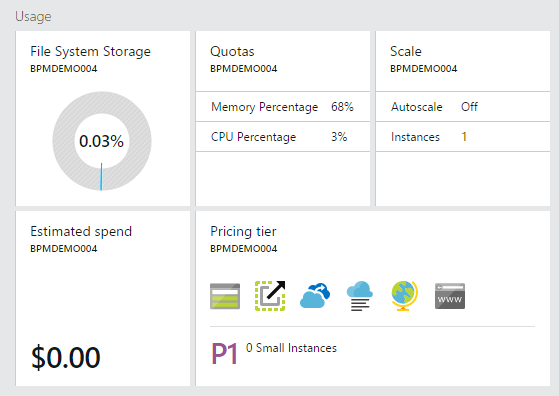 Usage
File System Storage
BPMDEMO004
0.03%
Quotas
BPMDEMO004
Memory Percentage 68%
CPU Percentage 3%
Scale
BPMDEMO004
Autoscale Off
Instances 1
Estimated spend
BPMDEMO004
$0.00
Pricing tier
BPMDEMO004
WWW
P1 0 Small Instances